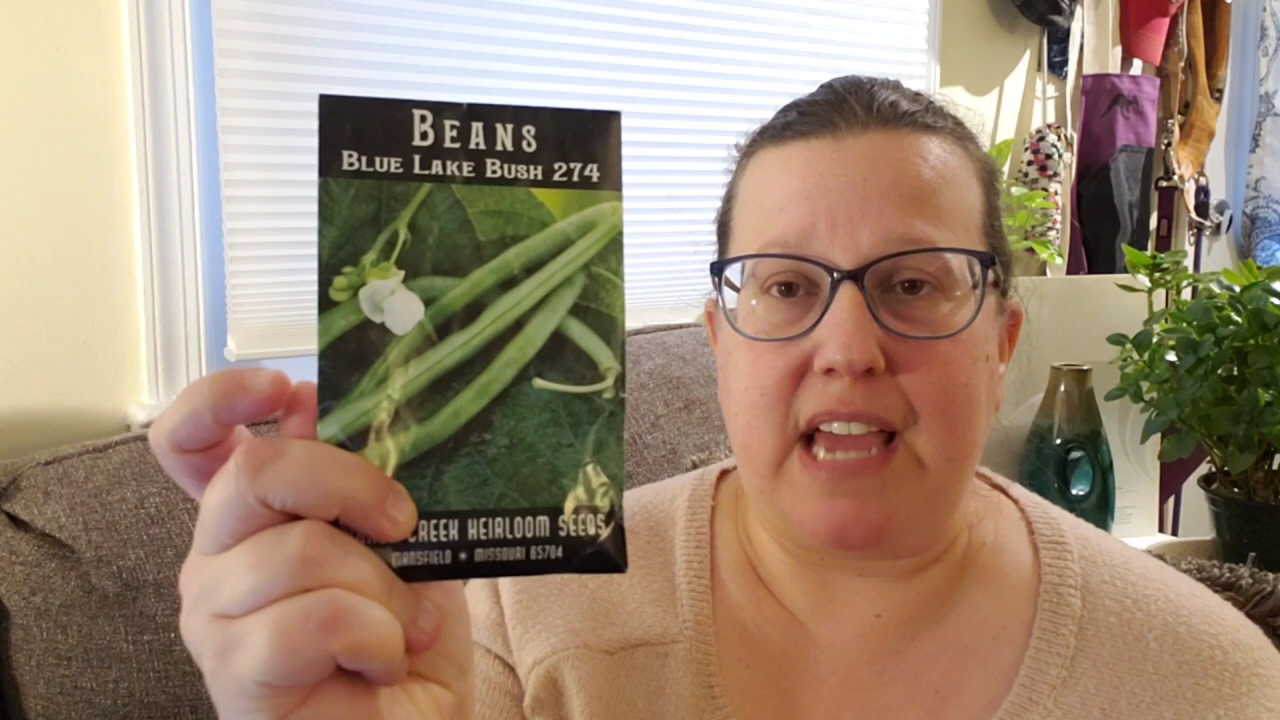 BEANS
BLUE LAKE BUSH 274
CREEK HEIRLOOM SEEDS
MANSFIELD * MISSOURI 65704